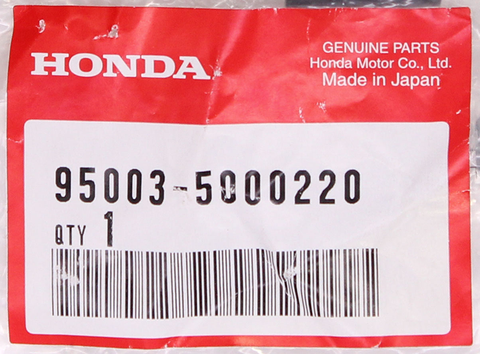 HONDA
GENUINE PARTS
Honda Motor Co., Ltd.
Made in Japan
95003-5000220
QTY 1